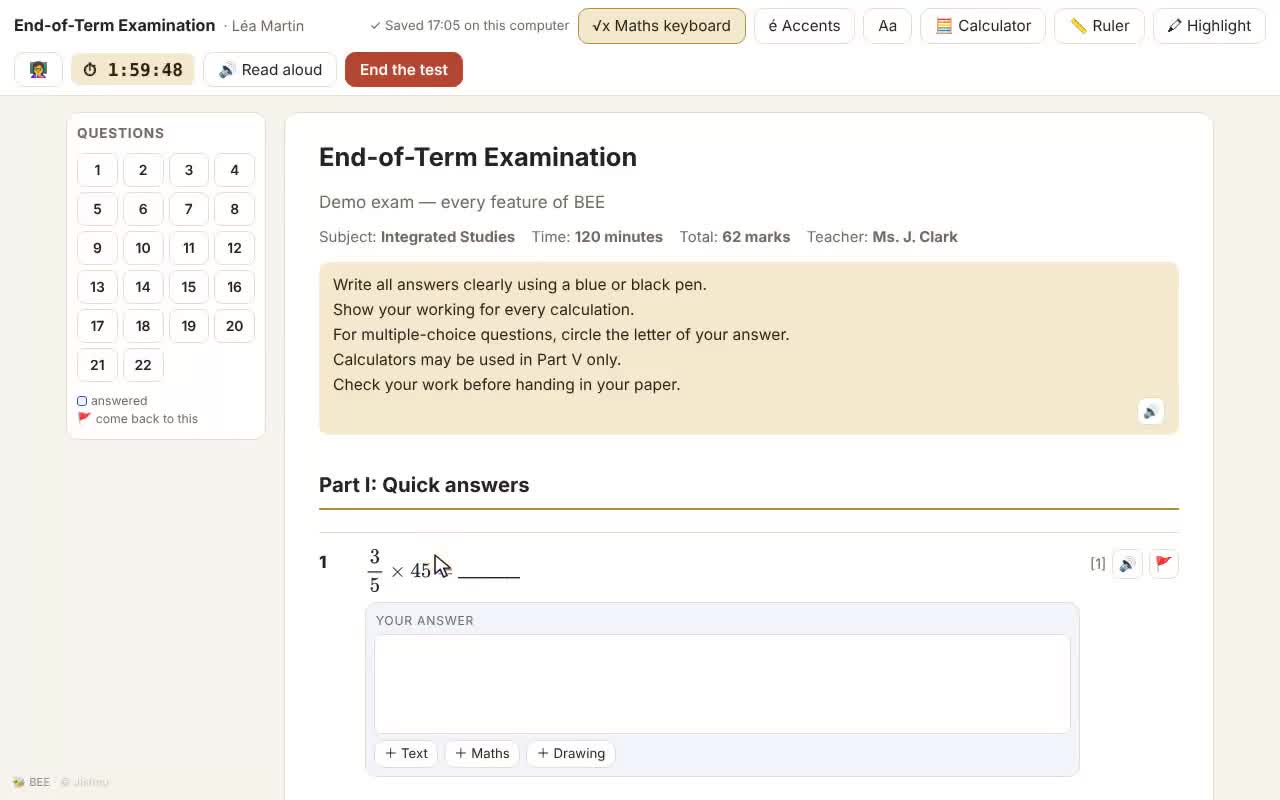 End-of-Term Examination · Léa Martin
✓ Saved 17:05 on this computer
√x Maths keyboard
é Accents
Aa
Calculator
Ruler
Highlight
1:59:48
Read aloud
End the test
QUESTIONS
1 2 3 4
5 6 7 8
9 10 11 12
13 14 15 16
17 18 19 20
21 22
answered
come back to this
End-of-Term Examination
Demo exam — every feature of BEE
Subject: Integrated Studies Time: 120 minutes Total: 62 marks Teacher: Ms. J. Clark
Write all answers clearly using a blue or black pen.
Show your working for every calculation.
For multiple-choice questions, circle the letter of your answer.
Calculators may be used in Part V only.
Check your work before handing in your paper.
Part I: Quick answers
1 3/5 × 45 = ______ [1]
YOUR ANSWER
+ Text + Maths + Drawing
BEE · © Jisimu